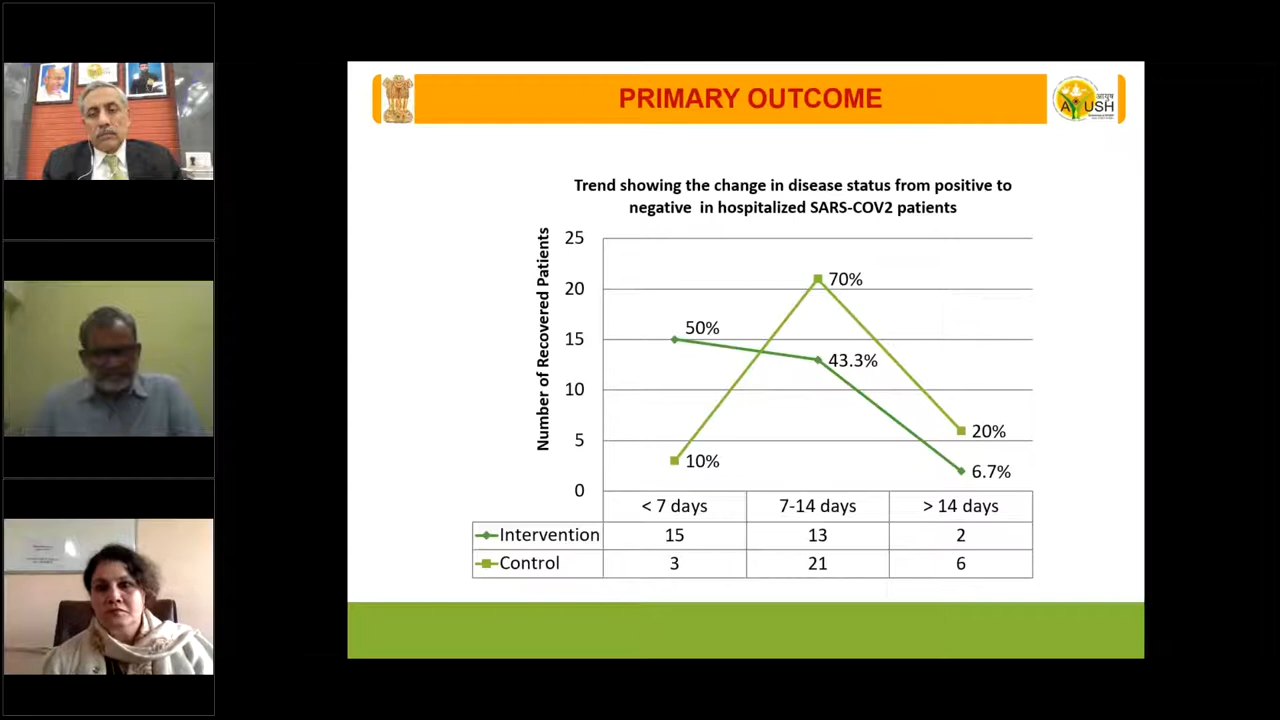 PRIMARY OUTCOME
आयुष
AYUSH
Trend showing the change in disease status from positive to
negative in hospitalized SARS-COV2 patients
Number of Recovered Patients
25
20
15
10
5
0
50%
43.3%
6.7%
10%
70%
20%
< 7 days 7-14 days > 14 days
Intervention 15 13 2
Control 3 21 6